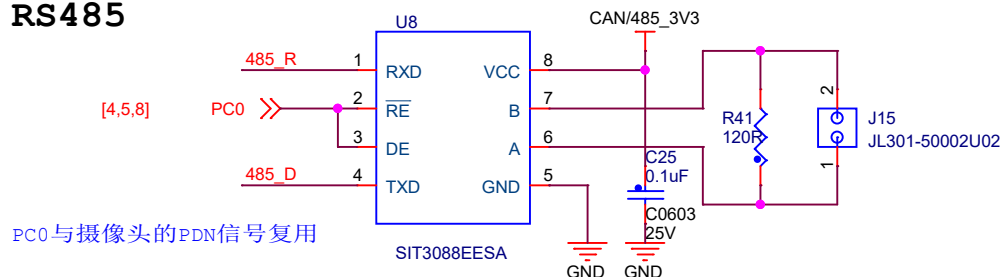 RS485
U8
CAN/485_3V3
485_R
1
RXD
VCC
8
[4,5,8]
PC0
2
RE
B
7
3
DE
A
6
485_D
4
TXD
GND
5
R41
120R
2
1
J15
JL301-50002U02
C25
0.1uF
C0603
25V
PC0与摄像头的PDN信号复用
SIT3088EESA
GND
GND